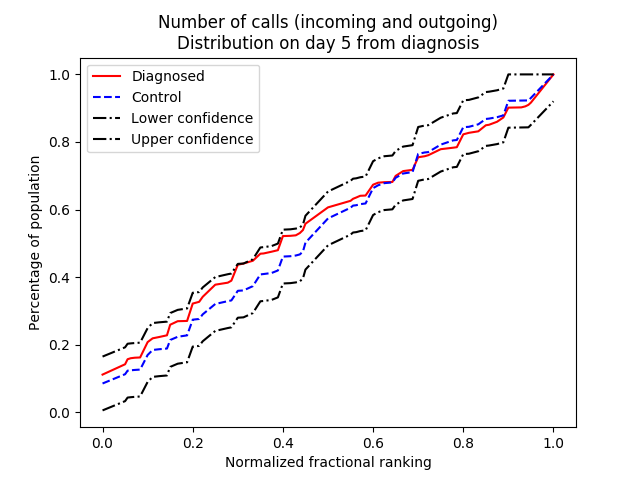 Number of calls (incoming and outgoing)
Distribution on day 5 from diagnosis
Diagnosed
Control
Lower confidence
Upper confidence
Percentage of population
1.0
0.8
0.6
0.4
0.2
0.0
0.0 0.2 0.4 0.6 0.8 1.0
Normalized fractional ranking